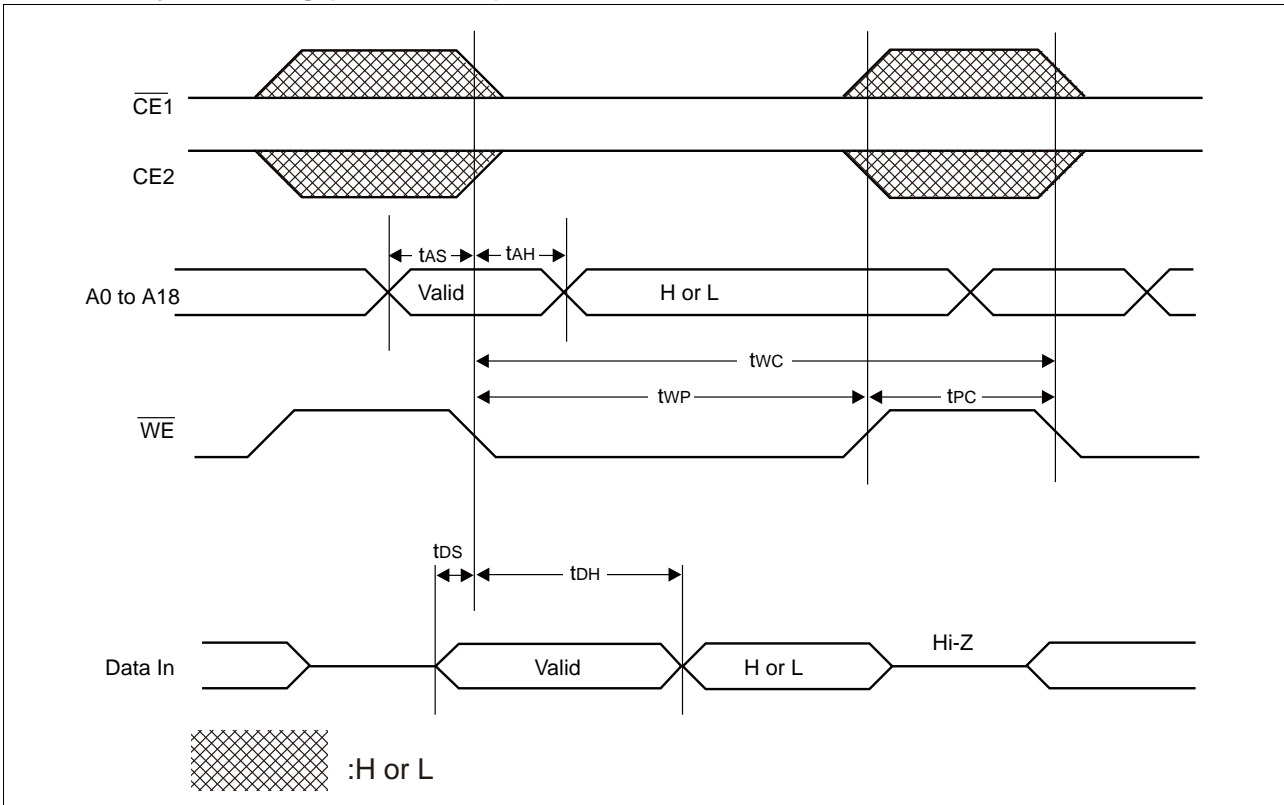 CE1
CE2
tAS
tAH
A0 to A18
Valid
H or L
tWC
tWP
tPC
WE
tDS
tDH
Hi-Z
Data In
Valid
H or L
:H or L